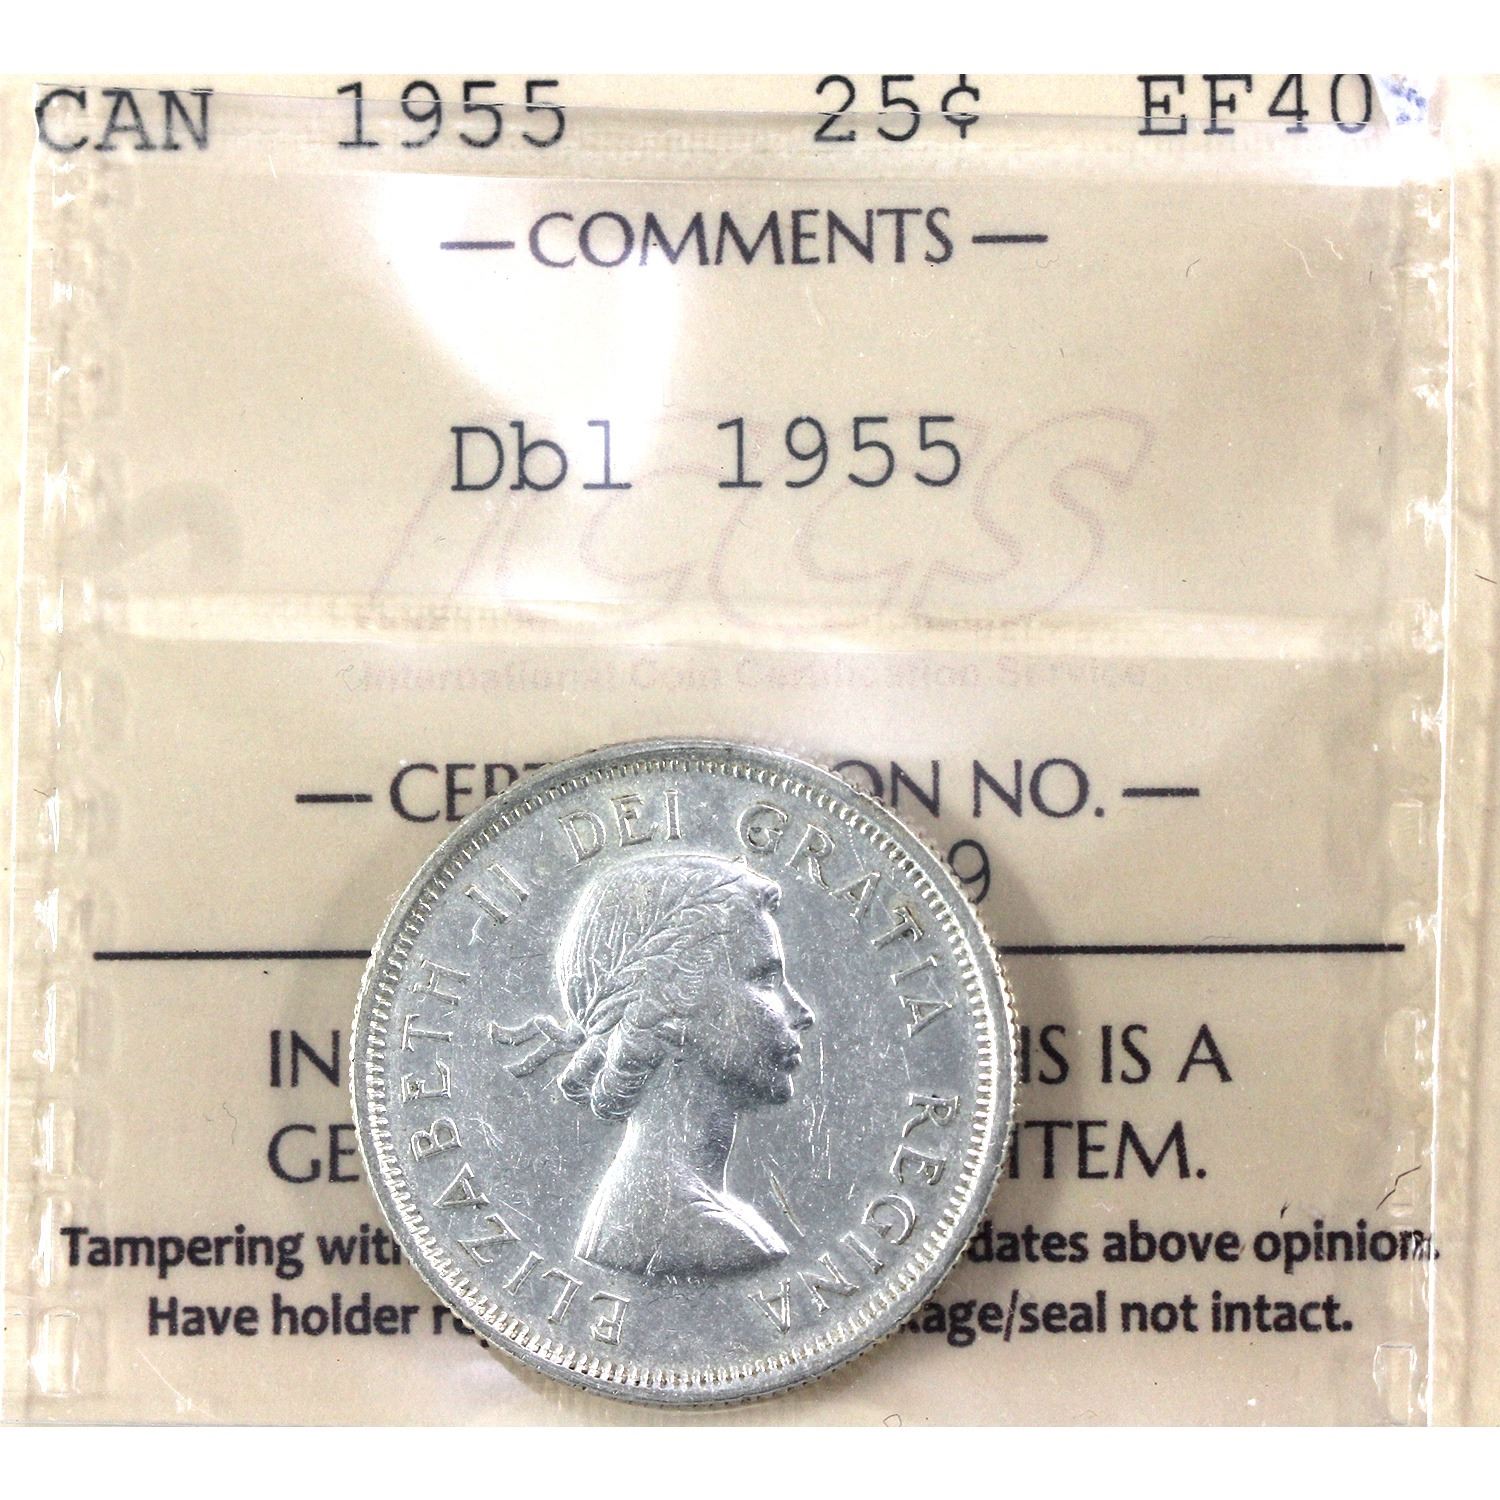 CAN 1955 25¢ EF40
— COMMENTS —
Dbl 1955
ICCS
International Coin Certification Service
— CERT ON NO. —
9
IN IS IS A
GE ITEM.
Tampering with dates above opinion.
Have holder re kage/seal not intact.
ELIZABETH II DEI GRATIA REGINA